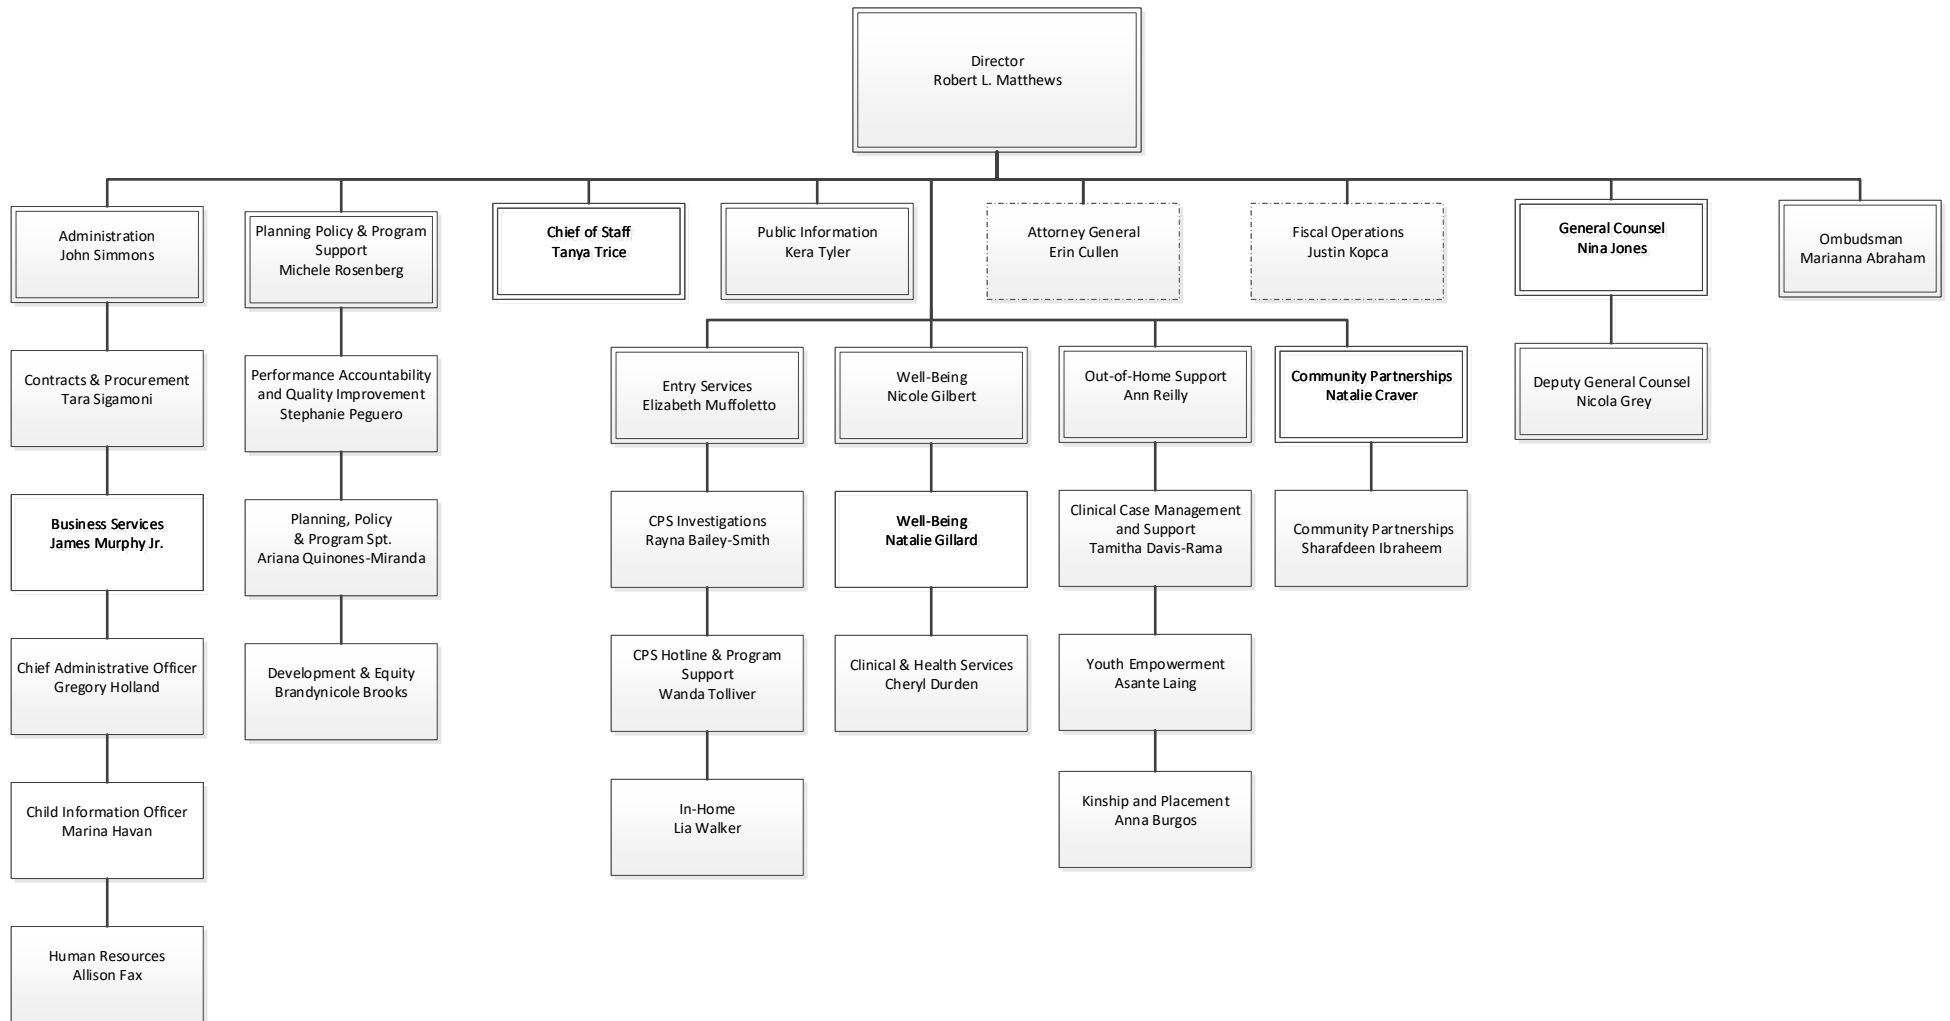 Director
Robert L. Matthews
Administration
John Simmons
Planning Policy & Program
Support
Michele Rosenberg
Chief of Staff
Tanya Trice
Public Information
Kera Tyler
Attorney General
Erin Cullen
Fiscal Operations
Justin Kopca
General Counsel
Nina Jones
Ombudsman
Marianna Abraham
Contracts & Procurement
Tara Sigamoni
Performance Accountability
and Quality Improvement
Stephanie Peguero
Entry Services
Elizabeth Muffoletto
Well-Being
Nicole Gilbert
Out-of-Home Support
Ann Reilly
Community Partnerships
Natalie Craver
Deputy General Counsel
Nicola Grey
Business Services
James Murphy Jr.
Planning, Policy
& Program Spt.
Ariana Quinones-Miranda
CPS Investigations
Rayna Bailey-Smith
Well-Being
Natalie Gillard
Clinical Case Management
and Support
Tamitha Davis-Rama
Community Partnerships
Sharafdeen Ibraheem
Chief Administrative Officer
Gregory Holland
Development & Equity
Brandynicole Brooks
CPS Hotline & Program
Support
Wanda Tolliver
Clinical & Health Services
Cheryl Durden
Youth Empowerment
Asante Laing
Child Information Officer
Marina Havan
In-Home
Lia Walker
Kinship and Placement
Anna Burgos
Human Resources
Allison Fax